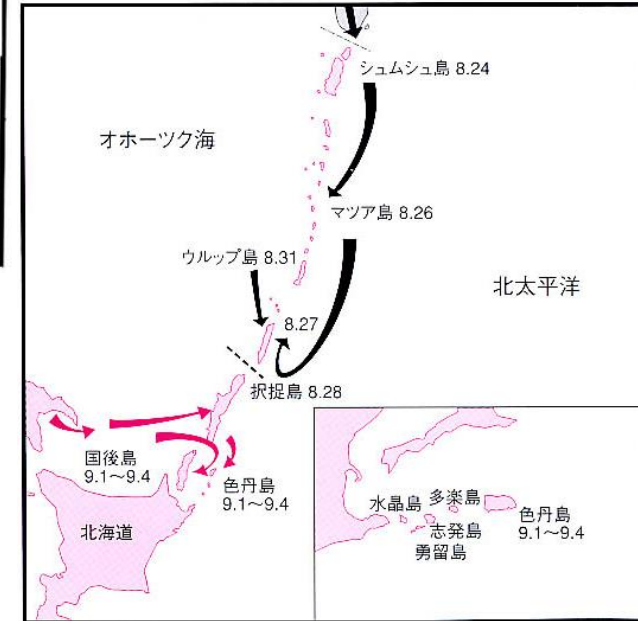 シュムシュ島 8.24
オホーツク海
マツア島 8.26
ウルップ島 8.31
北太平洋
8.27
択捉島 8.28
国後島
9.1～9.4
色丹島
9.1～9.4
北海道
水晶島
多楽島
志発島
勇留島
色丹島
9.1～9.4